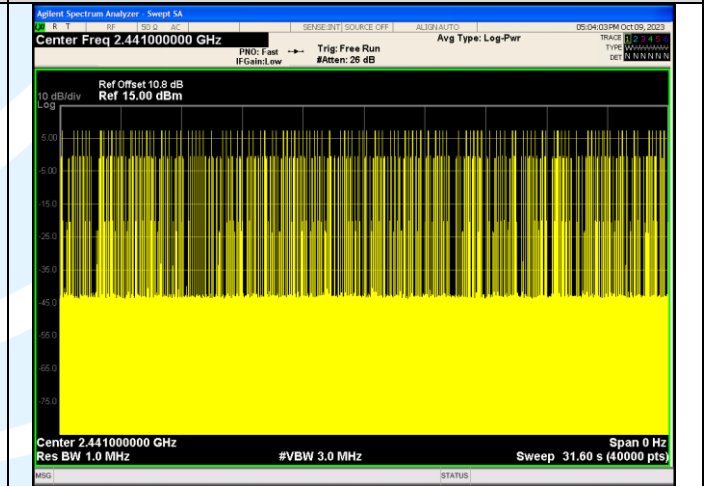 Agilent Spectrum Analyzer - Swept SA
R T RF 50 Ω AC SENSE:INT SOURCE OFF ALIGN AUTO 05:04:03PM Oct 09, 2023
Center Freq 2.441000000 GHz Avg Type: Log-Pwr TRACE 1 2 3 4 5 6
PNO: Fast Trig: Free Run TYPE
IFGain:Low #Atten: 26 dB DET N N N N N N
Ref Offset 10.8 dB
10 dB/div Ref 15.00 dBm
Log
5.00
-5.00
-15.0
-25.0
-35.0
-45.0
-55.0
-65.0
-75.0
Center 2.441000000 GHz Span 0 Hz
Res BW 1.0 MHz #VBW 3.0 MHz Sweep 31.60 s (40000 pts)
MSG STATUS